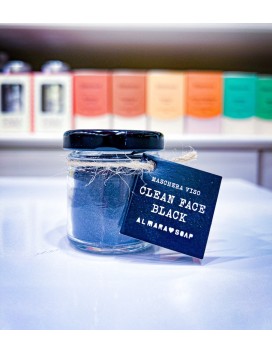 MASCHERA VISO
CLEAN FACE
BLACK
ALMARA♥SOAP